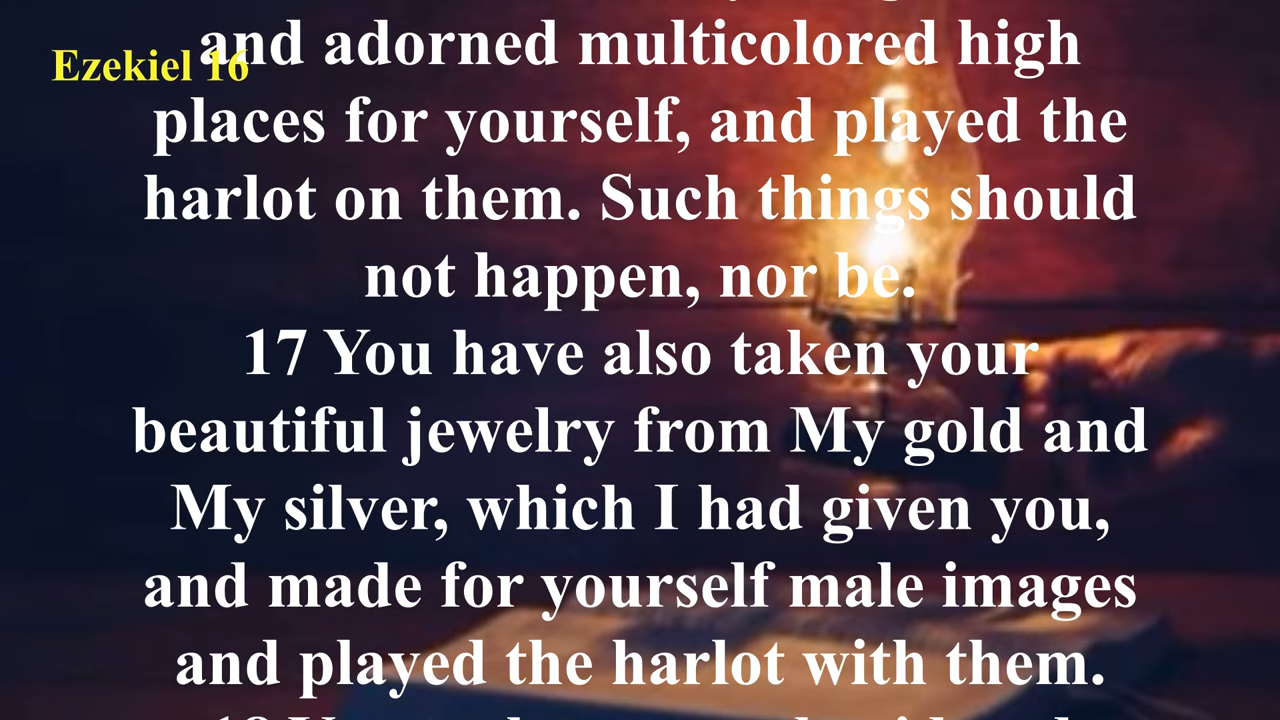 Ezekiel 16
and adorned multicolored high
places for yourself, and played the
harlot on them. Such things should
not happen, nor be.
17 You have also taken your
beautiful jewelry from My gold and
My silver, which I had given you,
and made for yourself male images
and played the harlot with them.